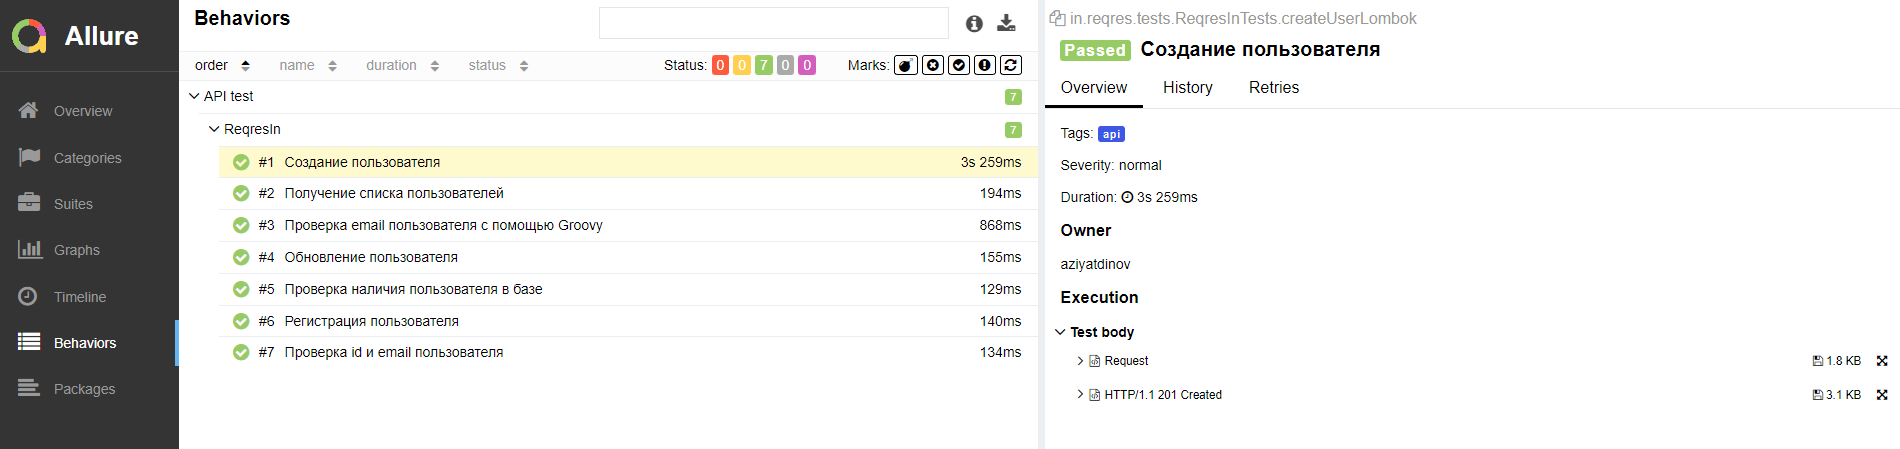 Allure
Overview
Categories
Suites
Graphs
Timeline
Behaviors
Packages
Behaviors
order name duration status Status: 0 0 7 0 0 Marks:
API test 7
ReqresIn 7
#1 Создание пользователя 3s 259ms
#2 Получение списка пользователей 194ms
#3 Проверка email пользователя с помощью Groovy 868ms
#4 Обновление пользователя 155ms
#5 Проверка наличия пользователя в базе 129ms
#6 Регистрация пользователя 140ms
#7 Проверка id и email пользователя 134ms
in.reqres.tests.ReqresInTests.createUserLombok
Passed Создание пользователя
Overview History Retries
Tags: api
Severity: normal
Duration: 3s 259ms
Owner
aziyatdinov
Execution
Test body
Request 1.8 KB
HTTP/1.1 201 Created 3.1 KB